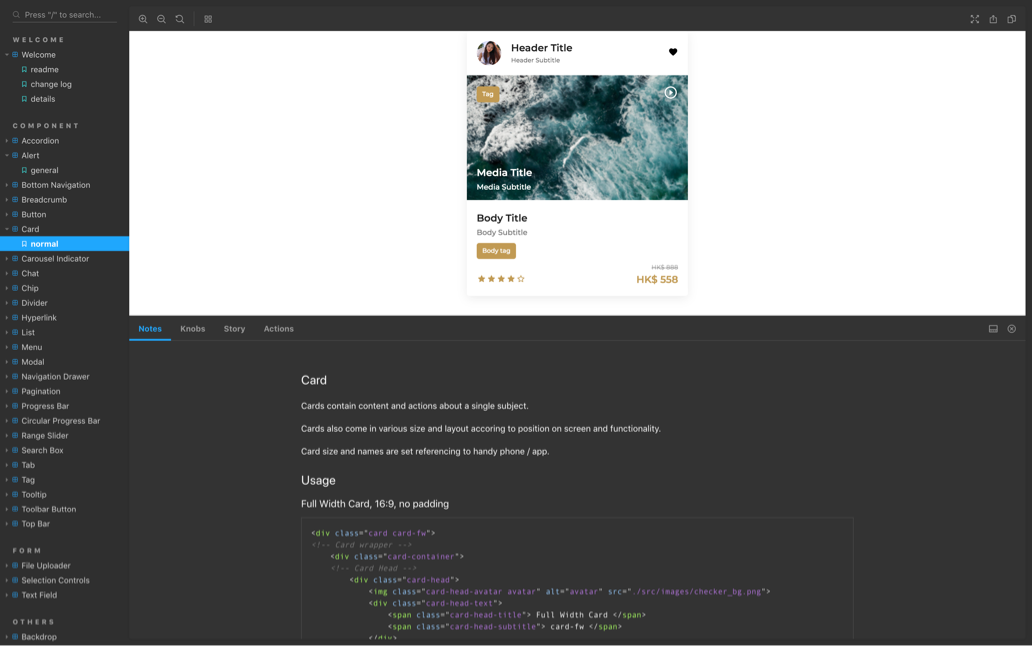 Press "/" to search...
WELCOME
Welcome
readme
change log
details
COMPONENT
Accordion
Alert
general
Bottom Navigation
Breadcrumb
Button
Card
normal
Carousel Indicator
Chat
Chip
Divider
Hyperlink
List
Menu
Modal
Navigation Drawer
Pagination
Progress Bar
Circular Progress Bar
Range Slider
Search Box
Tab
Tag
Tooltip
Toolbar Button
Top Bar
FORM
File Uploader
Selection Controls
Text Field
OTHERS
Backdrop
Header Title
Header Subtitle
Tag
Media Title
Media Subtitle
Body Title
Body Subtitle
Body tag
HK$ 888
HK$ 558
Notes Knobs Story Actions
Card
Cards contain content and actions about a single subject.
Cards also come in various size and layout accoring to position on screen and functionality.
Card size and names are set referencing to handy phone / app.
Usage
Full Width Card, 16:9, no padding
<div class="card card-fw">
<!-- Card wrapper -->
<div class="card-container">
<!-- Card Head -->
<div class="card-head">
<img class="card-head-avatar avatar" alt="avatar" src="./src/images/checker_bg.png">
<div class="card-head-text">
<span class="card-head-title"> Full Width Card </span>
<span class="card-head-subtitle"> card-fw </span>
</div>